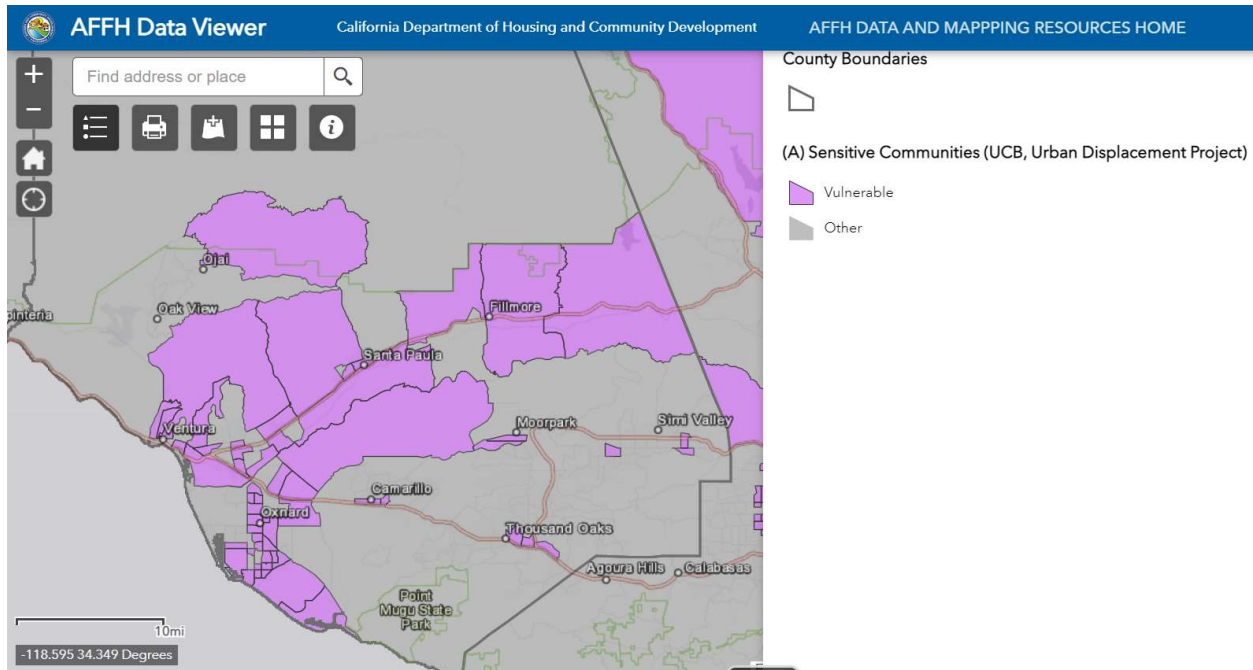 AFFH Data Viewer
California Department of Housing and Community Development
AFFH DATA AND MAPPPING RESOURCES HOME
Find address or place
County Boundaries
(A) Sensitive Communities (UCB, Urban Displacement Project)
Vulnerable
Other
Ojai
Oak View
pinteria
Fillmore
Santa Paula
Ventura
Moorpark
Simi Valley
Camarillo
Oxnard
Thousand Oaks
Agoura Hills
Calabasas
Point
Mugu State
Park
10mi
-118.595 34.349 Degrees